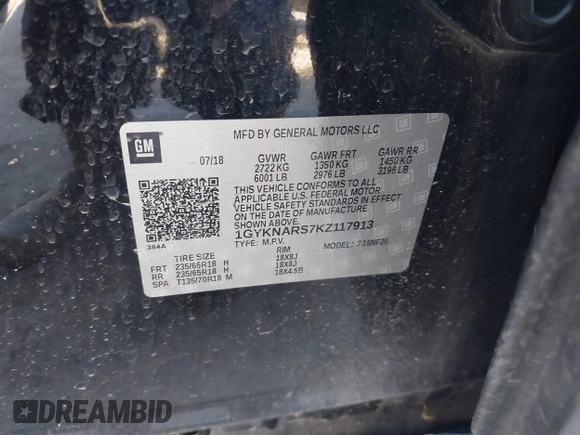 GM
MFD BY GENERAL MOTORS LLC
07/18 GVWR GAWR FRT GAWR RR
2722 KG 1350 KG 1450 KG
6001 LB 2976 LB 3196 LB
THIS VEHICLE CONFORMS TO ALL
APPLICABLE U.S. FEDERAL MOTOR
VEHICLE SAFETY STANDARDS IN EFFECT
ON THE DATE OF MANUFACTURE SHOWN ABOVE.
1GYKNARS7KZ117913
384A TYPE: M.P.V. MODEL:
TIRE SIZE RIM
FRT 235/65R18 H 18X8J
RR 235/65R18 H 18X8J
SPA T135/70R18 M 18X4.5B
DREAMBID